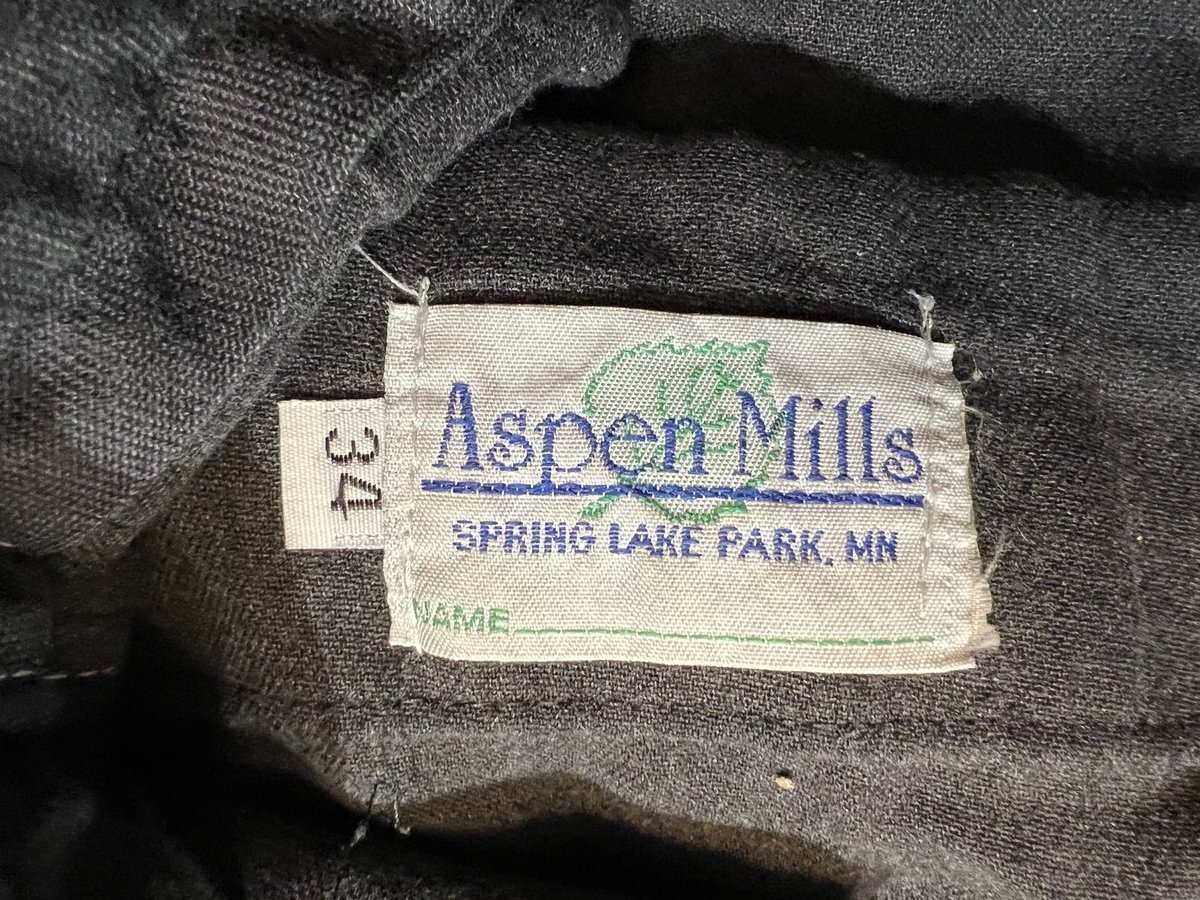 Aspen Mills
SPRING LAKE PARK, MN
NAME
34